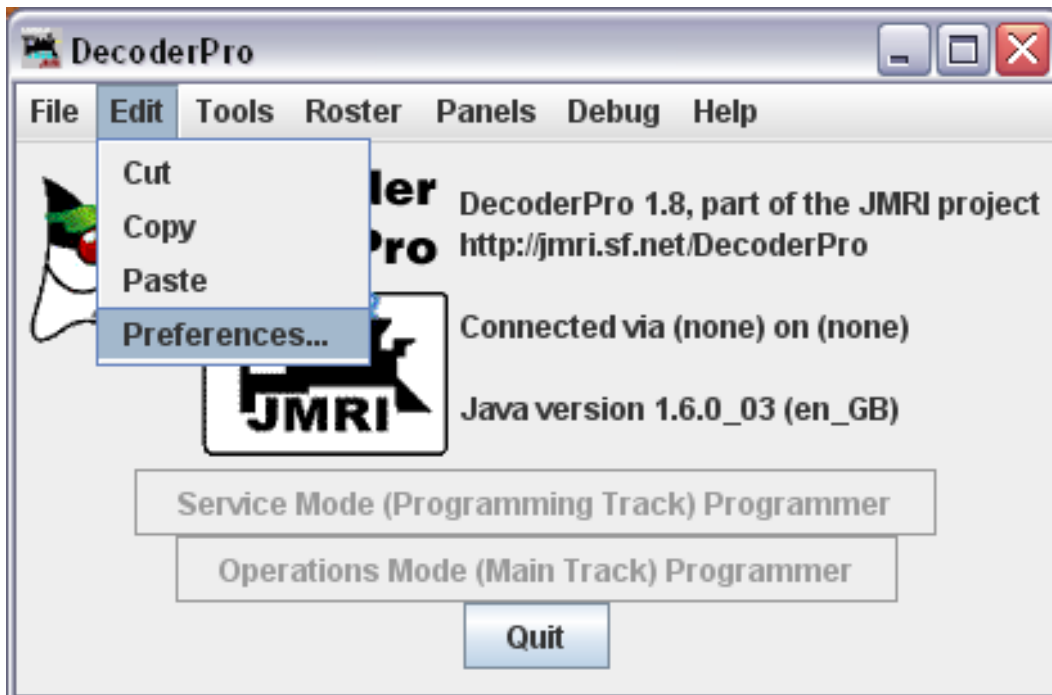 DecoderPro
File Edit Tools Roster Panels Debug Help
Cut
Copy
Paste
Preferences...
Pro
DecoderPro 1.8, part of the JMRI project
http://jmri.sf.net/DecoderPro
Connected via (none) on (none)
JMRI
Java version 1.6.0_03 (en_GB)
Service Mode (Programming Track) Programmer
Operations Mode (Main Track) Programmer
Quit